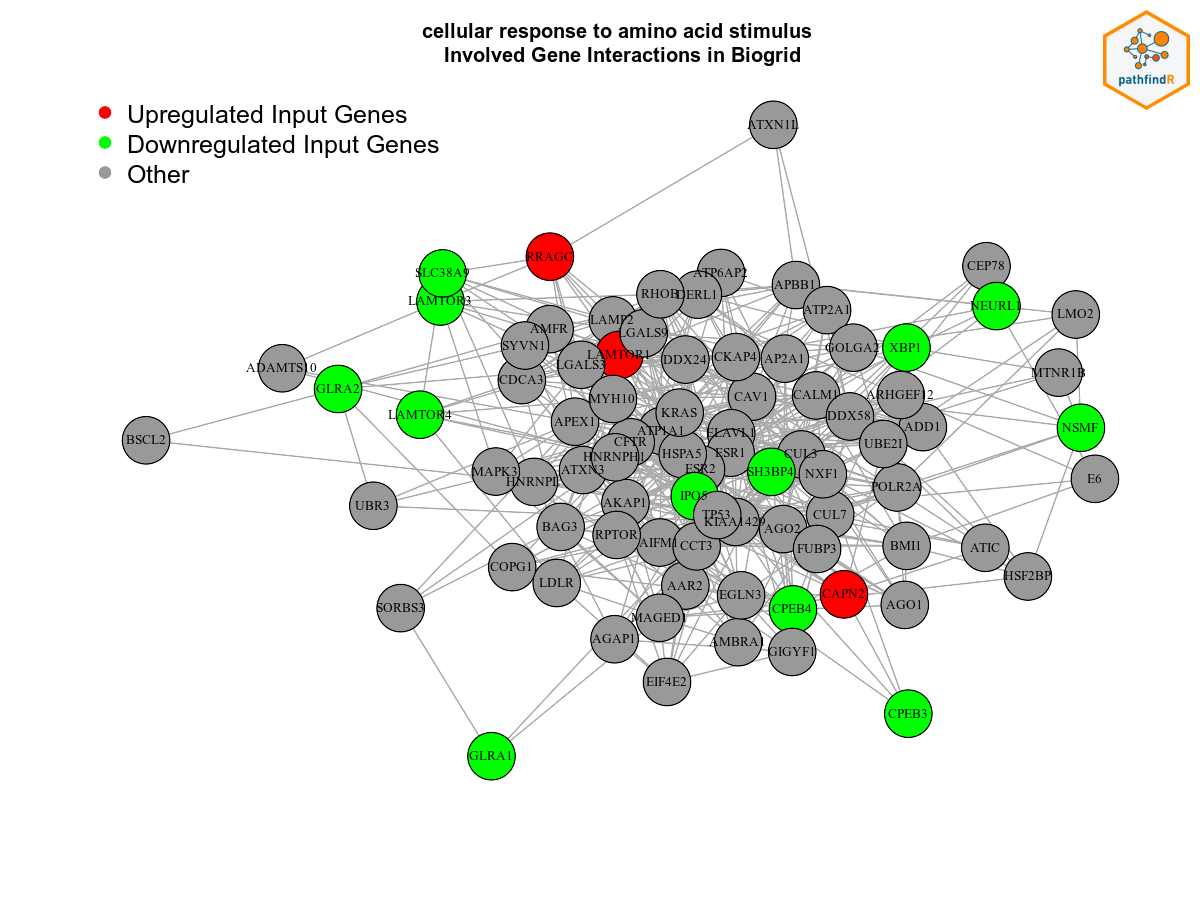 cellular response to amino acid stimulus
Involved Gene Interactions in Biogrid
pathfindR
Upregulated Input Genes
Downregulated Input Genes
Other
ATXN1L
RRAGC
SLC38A9
LAMTOR3
ATP6AP2
DERL1
RHOB
APBB1
ATP2A1
CEP78
NEURL1
LMO2
LAMP2
GALS9
AMFR
SYVN1
LAMTOR1
LGALS3
CDCA3
DDX24
CKAP4
AP2A1
GOLGA2
XBP1
ADAMTS10
GLRA2
MTNR1B
MYH10
CAV1
CALM1
ARHGEF12
LAMTOR4
APEX1
KRAS
DDX58
ADD1
NSMF
BSCL2
ATP1A1
CFTR
ELAVL1
UBE2I
HNRNPH1
HSPA5
ESR1
CUL3
MAPK3
HNRNPL
ATXN3
ESR2
SH3BP4
NXF1
POLR2A
E6
UBR3
AKAP1
IPO5
TP53
KIAA1429
AGO2
CUL7
BAG3
RPTOR
AIFM1
CCT3
FUBP3
BMI1
ATIC
COPG1
LDLR
AAR2
EGLN3
CAPN2
HSF2BP
SORBS3
MAGED1
CPEB4
AGO1
AGAP1
AMBRA1
GIGYF1
EIF4E2
CPEB3
GLRA1